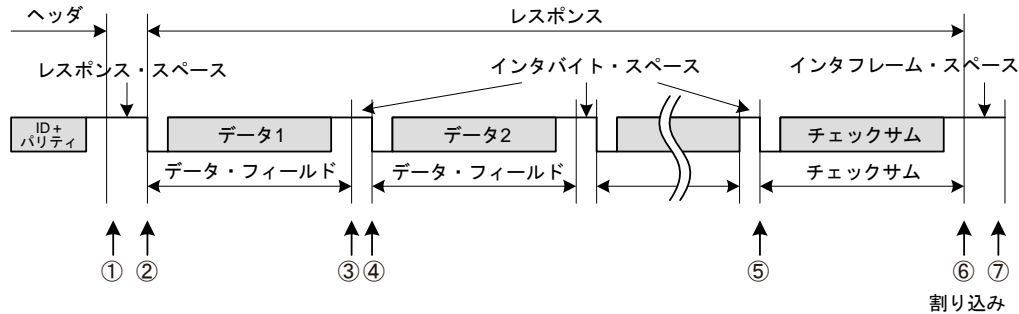 ヘッダ
レスポンス
レスポンス・スペース
インタバイト・スペース
インタフレーム・スペース
ID+
パリティ
データ1
データ2
チェックサム
データ・フィールド
データ・フィールド
チェックサム
① ② ③ ④ ⑤ ⑥ ⑦
割り込み